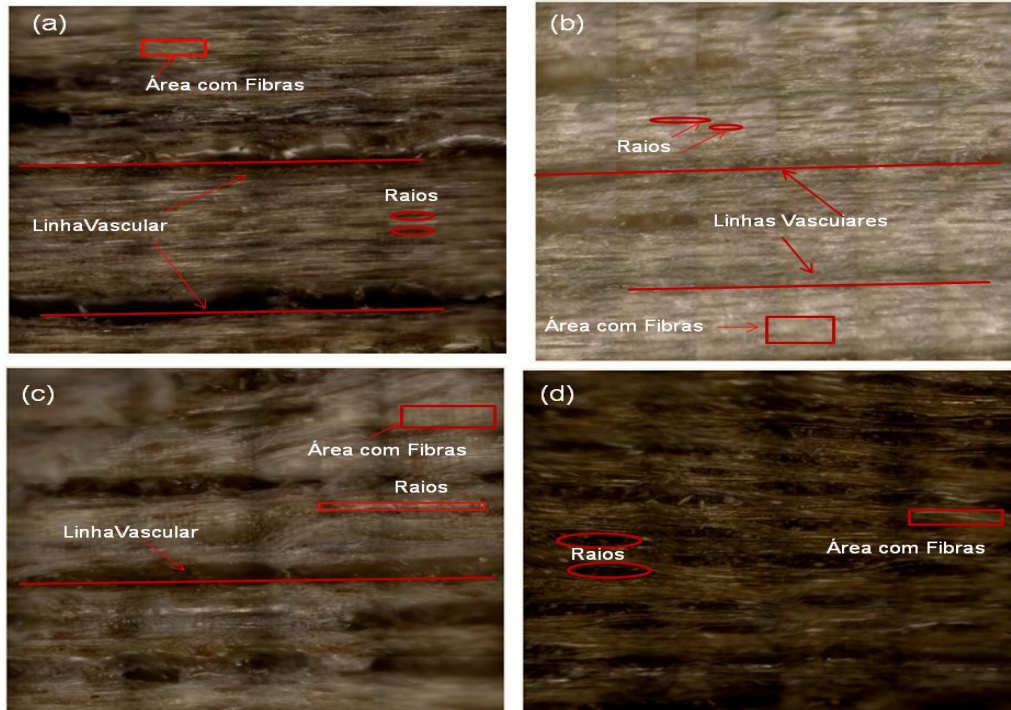 (a)
Área com Fibras
Raios
LinhaVascular
(b)
Raios
Linhas Vascuiares
Área com Fibras
(c)
Área com Fibras
Raios
LinhaVascular
(d)
Raios
Área com Fibras